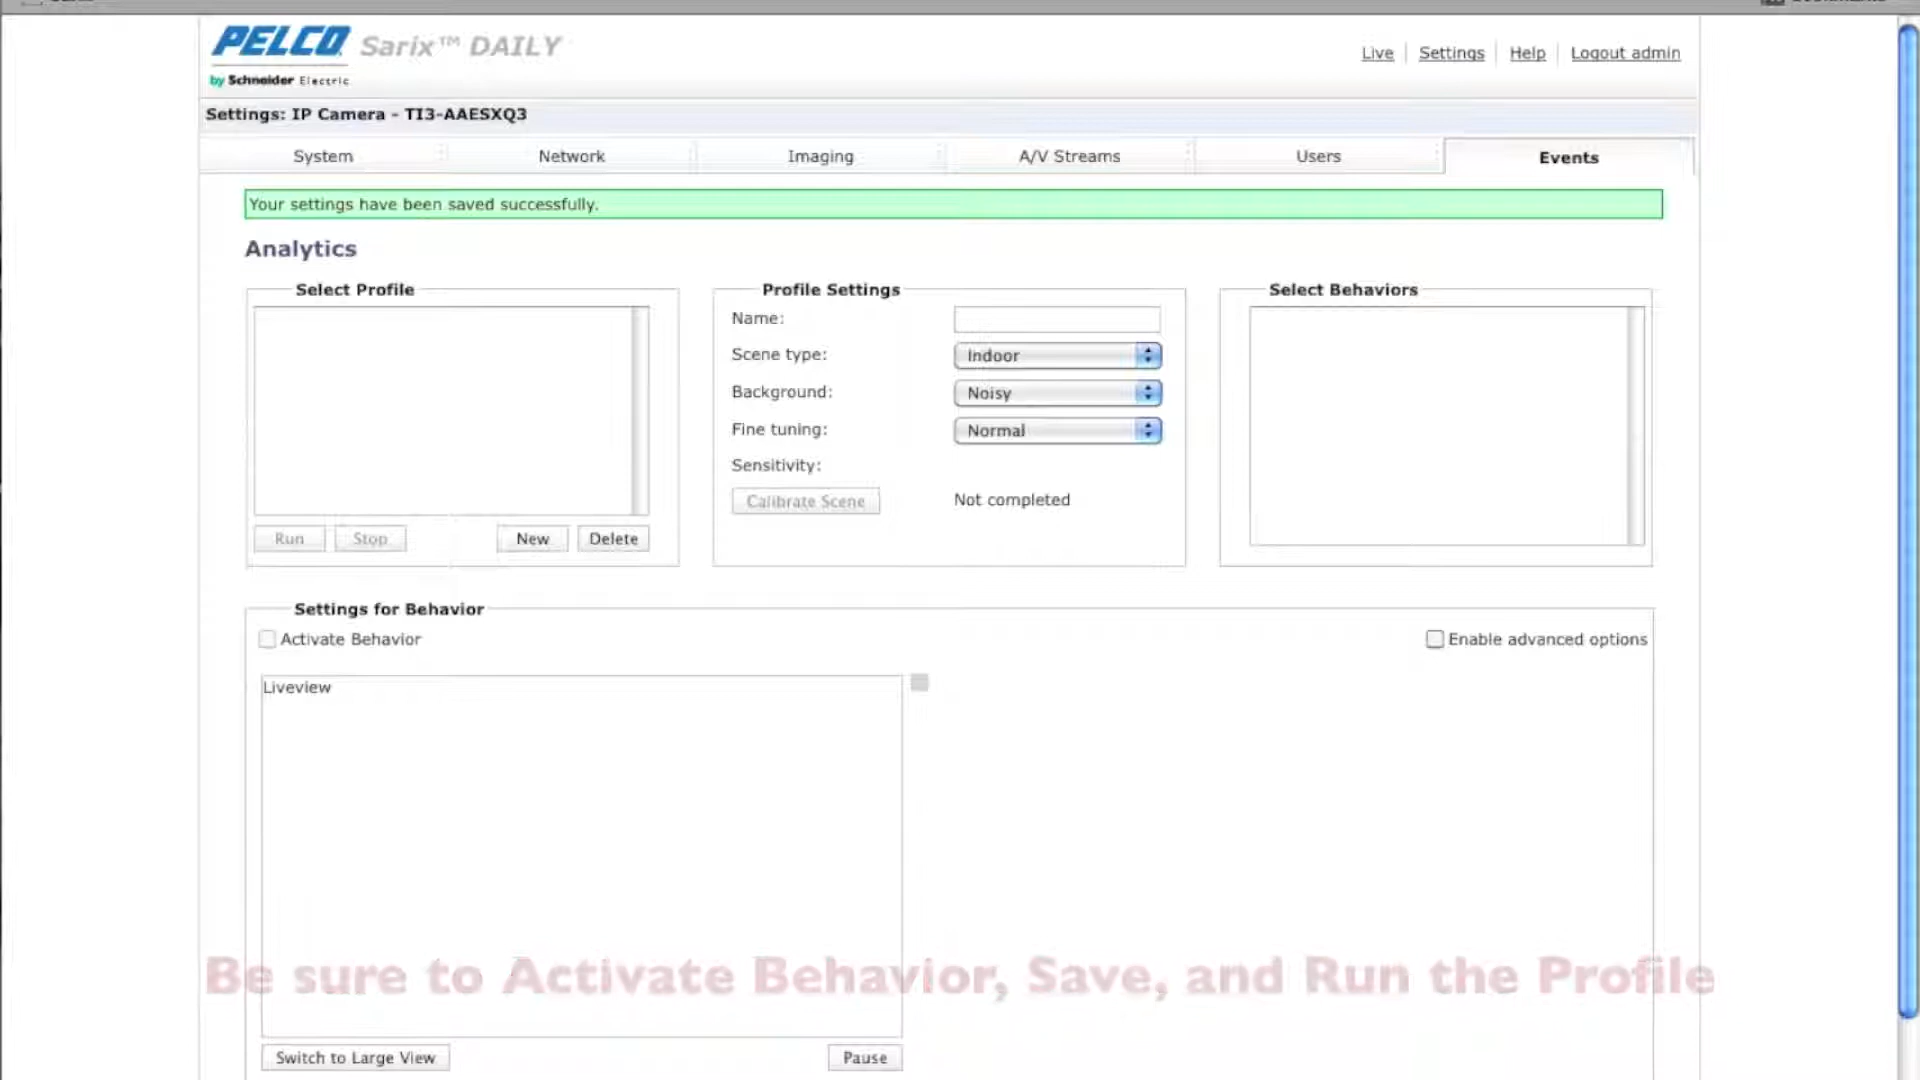 PELCO Sarix™ DAILY
by Schneider Electric
Live Settings Help Logout admin
Settings: IP Camera - TI3-AAESXQ3
System Network Imaging A/V Streams Users Events
Your settings have been saved successfully.
Analytics
Select Profile
Run Stop New Delete
Profile Settings
Name:
Scene type: Indoor
Background: Noisy
Fine tuning: Normal
Sensitivity:
Calibrate Scene Not completed
Select Behaviors
Settings for Behavior
Activate Behavior Enable advanced options
Liveview
Be sure to Activate Behavior, Save, and Run the Profile
Switch to Large View Pause